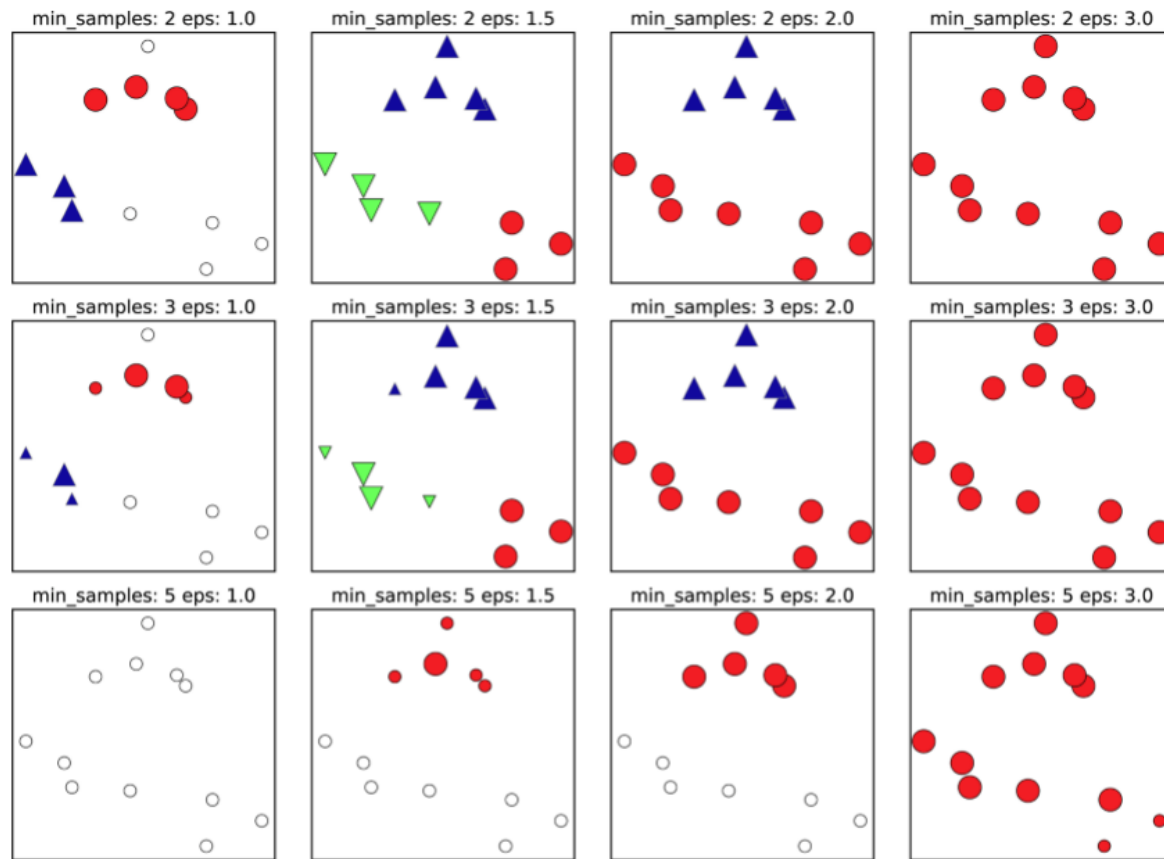 min_samples: 2 eps: 1.0
min_samples: 2 eps: 1.5
min_samples: 2 eps: 2.0
min_samples: 2 eps: 3.0
min_samples: 3 eps: 1.0
min_samples: 3 eps: 1.5
min_samples: 3 eps: 2.0
min_samples: 3 eps: 3.0
min_samples: 5 eps: 1.0
min_samples: 5 eps: 1.5
min_samples: 5 eps: 2.0
min_samples: 5 eps: 3.0